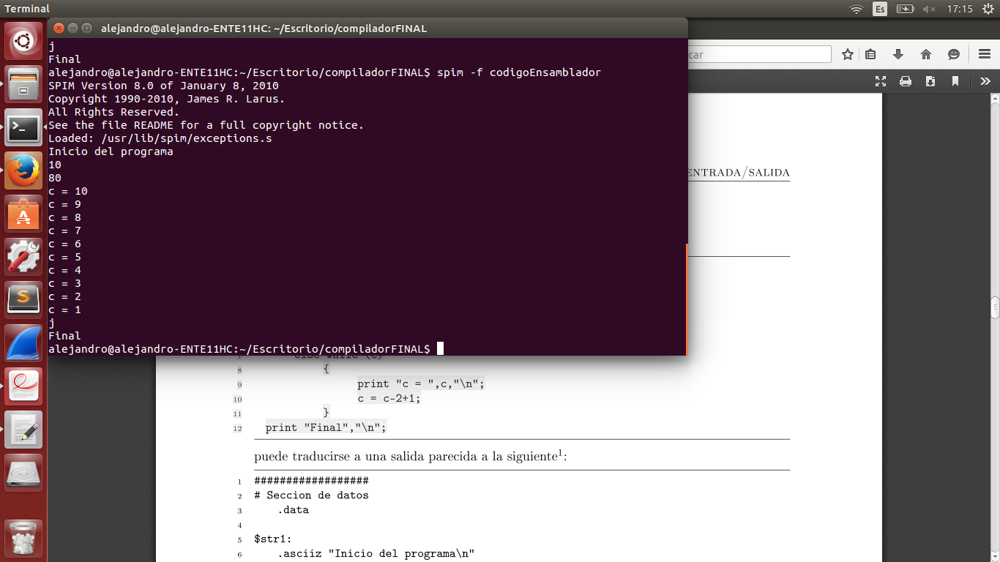 Terminal
Es
17:15
alejandro@alejandro-ENTE11HC: ~/Escritorio/compiladorFINAL
j
Final
alejandro@alejandro-ENTE11HC:~/Escritorio/compiladorFINAL$ spim -f codigoEnsamblador
SPIM Version 8.0 of January 8, 2010
Copyright 1990-2010, James R. Larus.
All Rights Reserved.
See the file README for a full copyright notice.
Loaded: /usr/lib/spim/exceptions.s
Inicio del programa
10
80
c = 10
c = 9
c = 8
c = 7
c = 6
c = 5
c = 4
c = 3
c = 2
c = 1
j
Final
alejandro@alejandro-ENTE11HC:~/Escritorio/compiladorFINAL$
car
ENTRADA/SALIDA
7 else while (c)
8 {
9 print "c = ",c,"\n";
10 c = c-2+1;
11 }
12 print "Final","\n";
puede traducirse a una salida parecida a la siguiente1:
1 ##################
2 # Seccion de datos
3 .data
4
5 $str1:
6 .asciiz "Inicio del programa\n"